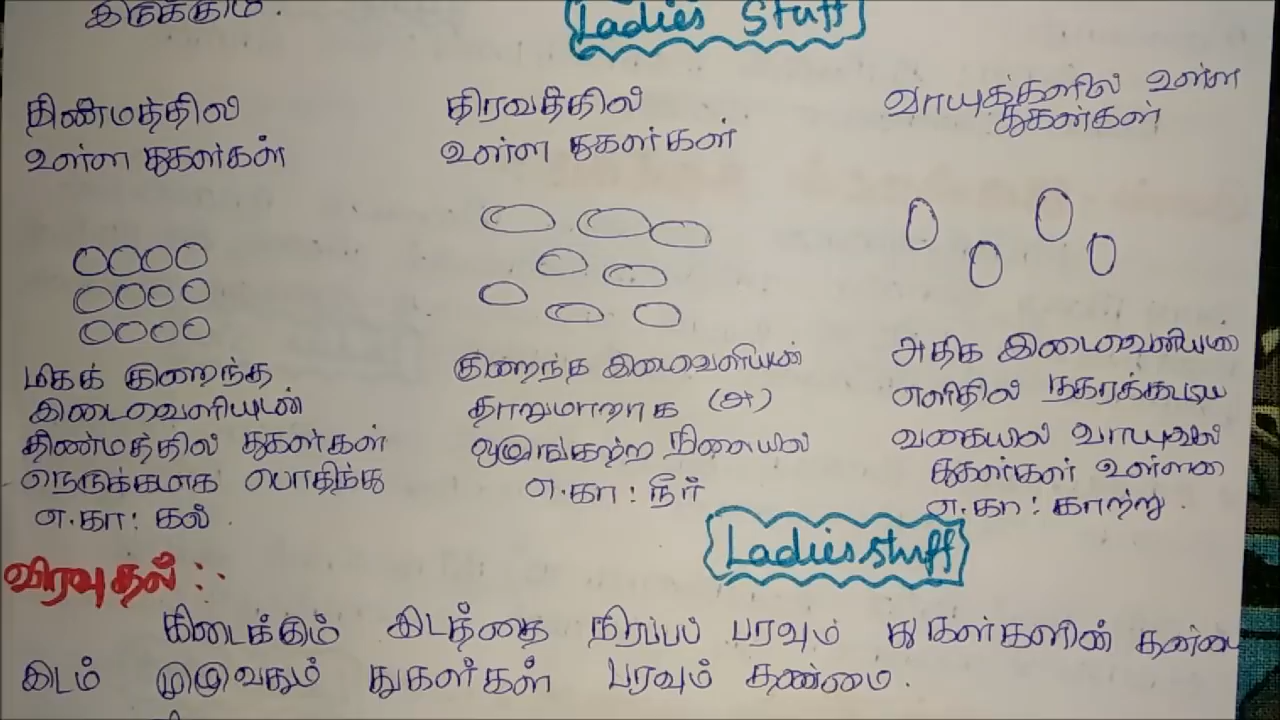 இருக்கும்.
Ladies Stuff
திண்மத்தில்
உள்ள துகள்கள்
திரவத்தில்
உள்ள துகள்கள்
வாயுக்களில் உள்ள
துகள்கள்
மிகக் குறைந்த
இடைவெளியுடன்
திண்மத்தில் துகள்கள்
நெருக்கமாக பொதிந்து
எ.கா: கல்
குறைந்த இடைவெளியுடன்
தாறுமாறாக (அ)
ஒழுங்கற்ற நிலையில்
எ.கா: நீர்
அதிக இடைவெளியுடன்
எளிதில் நகரக்கூடிய
வகையில் வாயுவில்
துகள்கள் உள்ளன
எ.கா: காற்று.
Ladies stuff
விரவுதல் :-
கிடைக்கும் இடத்தை நிரப்பப் பரவும் துகள்களின் தன்மை
இடம் முழுவதும் துகள்கள் பரவும் தன்மை.